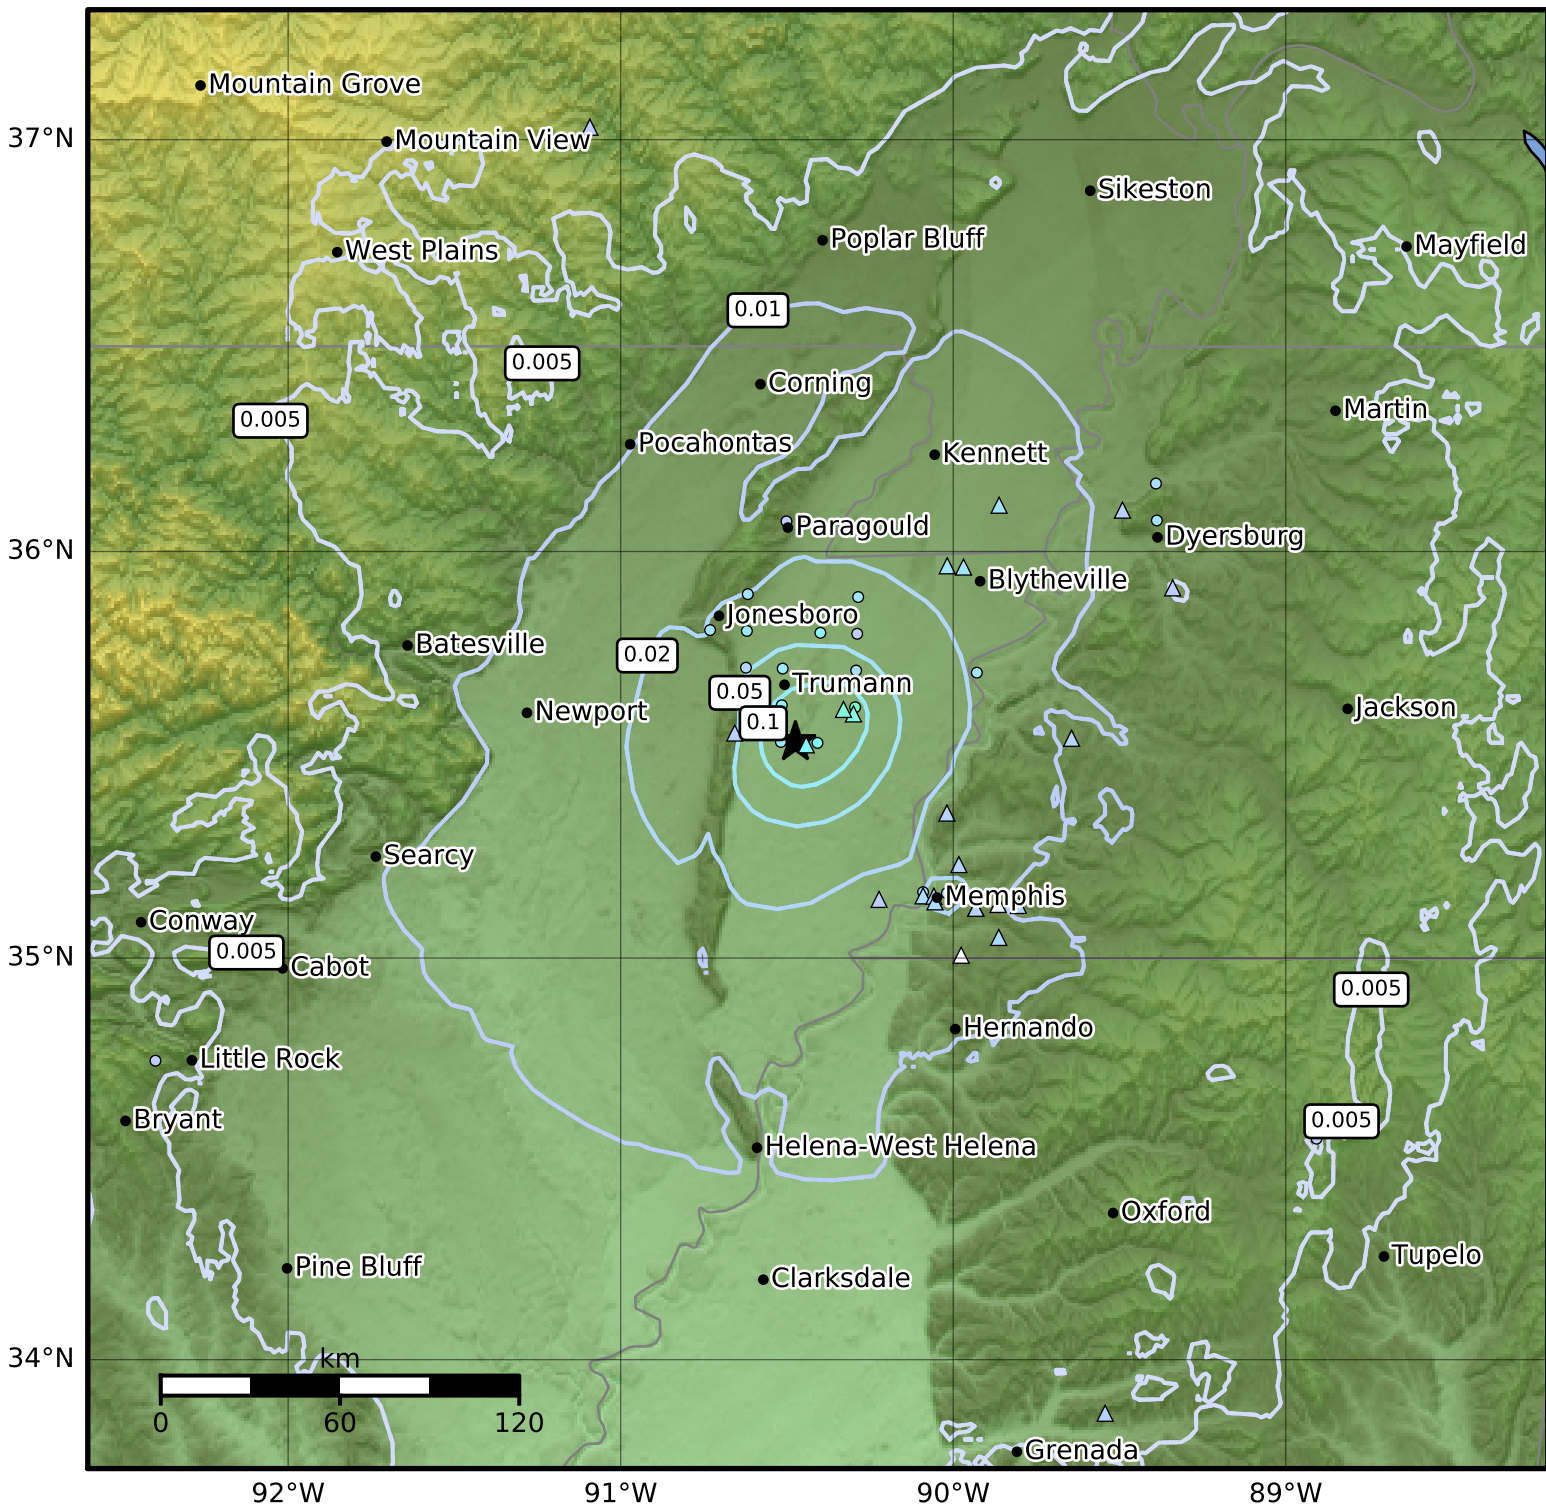 Mountain Grove
37°N
Mountain View
Sikeston
Poplar Bluff
Mayfield
West Plains
0.01
0.005
Corning
Martin
0.005
Pocahontas
Kennett
Paragould
Dyersburg
36°N
Blytheville
Jonesboro
Batesville
0.02
Trumann
0.05
Newport
Jackson
0.1
Searcy
Memphis
Conway
0.005
Cabot
35°N
0.005
Hernando
Little Rock
Bryant
0.005
Helena-West Helena
Oxford
Tupelo
Pine Bluff
Clarksdale
34°N
km
0 60 120
Grenada
92°W 91°W 90°W 89°W